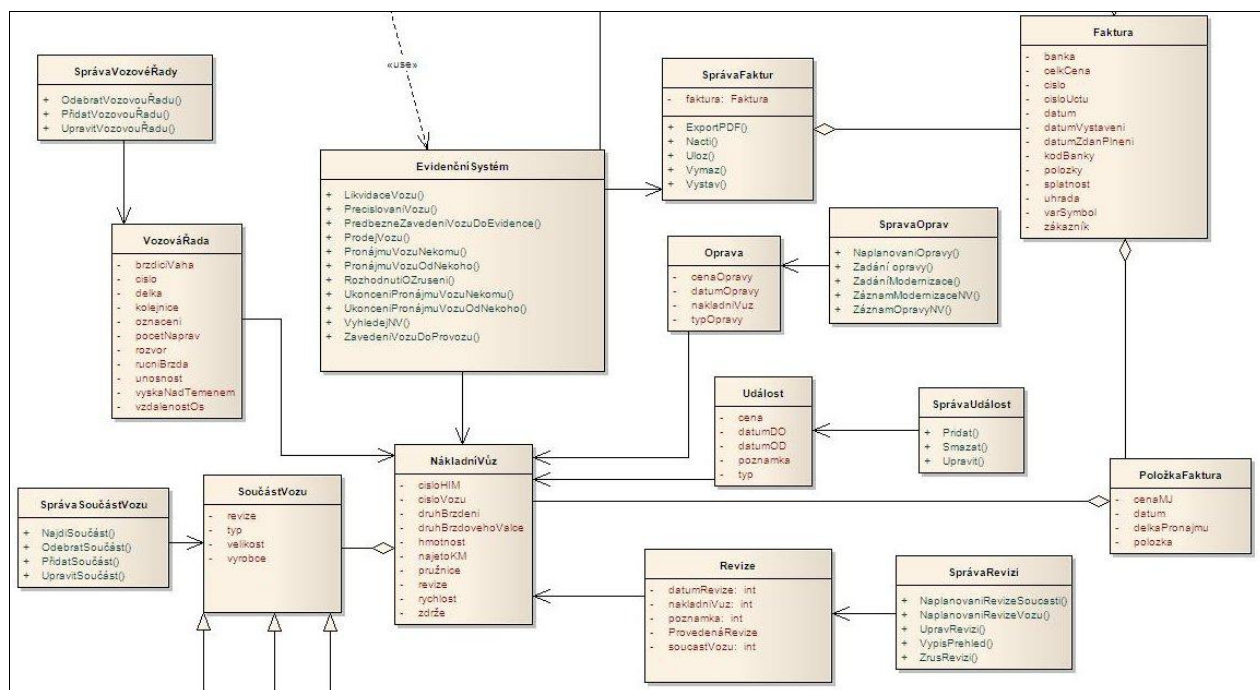 «use»
SprávaVozovéŘady
+ OdebratVozovouŘadu()
+ PřidatVozovouŘadu()
+ UpravitVozovouŘadu()
EvidenčníSystém
+ LikvidaceVozu()
+ PrecislovaniVozu()
+ PredbezneZavedeniVozuDoEvidence()
+ ProdejVozu()
+ PronájmuVozuNekomu()
+ PronájmuVozuOdNekoho()
+ RozhodnutiOZruseni()
+ UkonceniPronájmuVozuNekomu()
+ UkonceniPronájmuVozuOdNekoho()
+ VyhledejNV()
+ ZavedeníVozuDoProvozu()
SprávaFaktur
- faktura: Faktura
+ ExportPDF()
+ Nacti()
+ Uloz()
+ Vymaz()
+ Vystav()
Faktura
- banka
- celkCena
- cislo
- cisloUctu
- datum
- datumVystaveni
- datumZdanPlneni
- kodBanky
- polozky
- splatnost
- uhrada
- varSymbol
- zákazník
VozováŘada
- brzdiciVaha
- cislo
- delka
- kolejnice
- oznaceni
- pocetNaprav
- rozvor
- rucniBrzda
- unosnost
- vyskaNadTemenem
- vzdalenostOs
Oprava
- cenaOpravy
- datumOpravy
- nakladniVuz
- typOpravy
SpravaOprav
+ NaplanovaniOpravy()
+ Zadání opravy()
+ ZadáníModernizace()
+ ZáznamModernizaceNV()
+ ZáznamOpravyNV()
Událost
- cena
- datumDO
- datumOD
- poznamka
- typ
SprávaUdálost
+ Pridat()
+ Smazat()
+ Upravit()
NákladníVůz
- cisloHIM
- cisloVozu
- druhBrzdeni
- druhBrzdovehoValce
- hmotnost
- najetoKM
- pružnice
- revize
- rychlost
- zdrže
PoložkaFaktura
- cenaMJ
- datum
- delkaPronajmu
- polozka
SprávaSoučástVozu
+ NajdiSoučást()
+ OdebratSoučást()
+ PřidatSoučást()
+ UpravitSoučást()
SoučástVozu
- revize
- typ
- velikost
- vyrobce
Revize
- datumRevize: int
- nakladniVuz: int
- poznamka: int
- ProvedenáRevize
- soucastVozu: int
SprávaRevizí
+ NaplanovaniRevizeSoucasti()
+ NaplanovaniRevizeVozu()
+ UpravRevizi()
+ VypisPrehled()
+ ZrusRevizi()